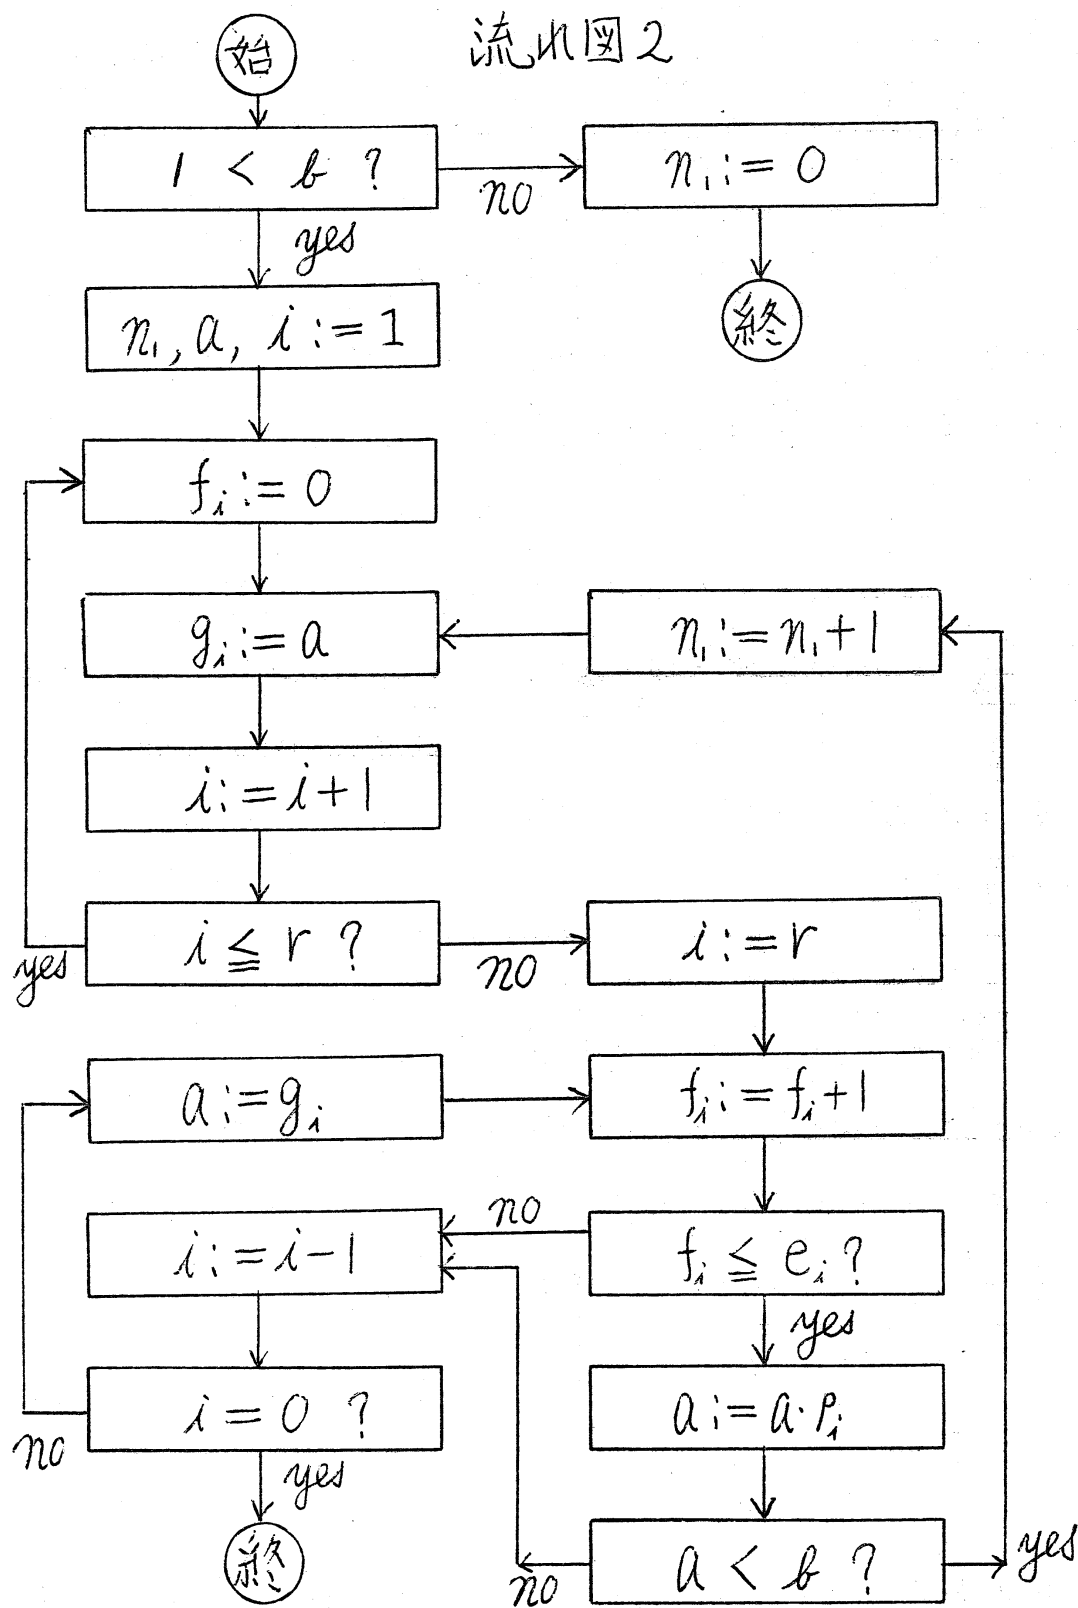 流れ図2
始
1 < b ?
no
n₁ := 0
yes
終
n₁, a, i := 1
fᵢ := 0
gᵢ := a
n₁ := n₁+1
i := i+1
i ≦ r ?
yes
no
i := r
a := gᵢ
fᵢ := fᵢ+1
no
i := i-1
fᵢ ≦ eᵢ ?
yes
i = 0 ?
no
yes
a := a·pᵢ
終
a < b ?
no
yes